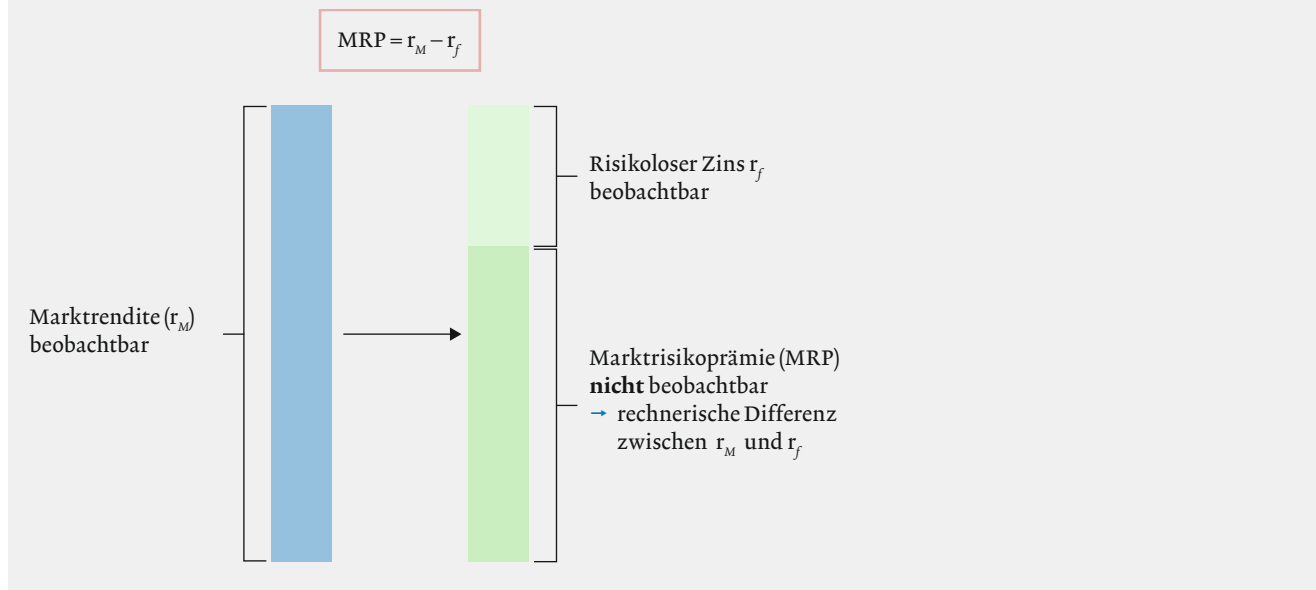 MRP = r_M − r_f
Risikoloser Zins r_f
beobachtbar
Marktrendite (r_M)
beobachtbar
Marktrisikoprämie (MRP)
nicht beobachtbar
→ rechnerische Differenz
zwischen r_M und r_f